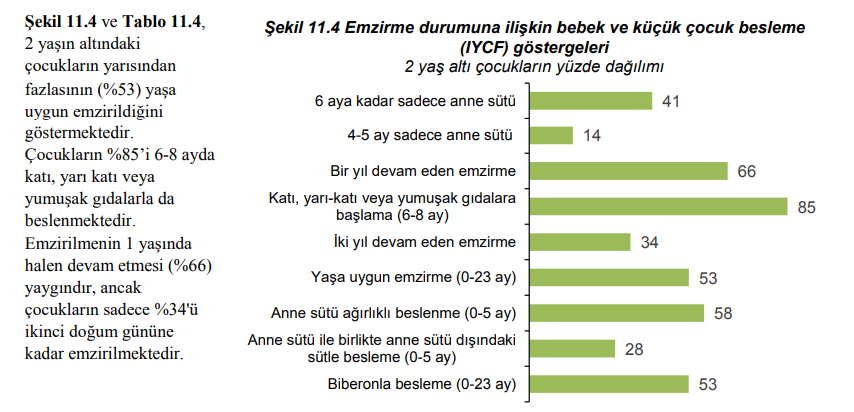 Şekil 11.4 ve Tablo 11.4,
2 yaşın altındaki
çocukların yarısından
fazlasının (%53) yaşa
uygun emzirildiğini
göstermektedir.
Çocukların %85’i 6-8 ayda
katı, yarı katı veya
yumuşak gıdalarla da
beslenmektedir.
Emzirilmenin 1 yaşında
halen devam etmesi (%66)
yaygındır, ancak
çocukların sadece %34'ü
ikinci doğum gününe
kadar emzirilmektedir.
Şekil 11.4 Emzirme durumuna ilişkin bebek ve küçük çocuk besleme
(IYCF) göstergeleri
2 yaş altı çocukların yüzde dağılımı
6 aya kadar sadece anne sütü 41
4-5 ay sadece anne sütü 14
Bir yıl devam eden emzirme 66
Katı, yarı-katı veya yumuşak gıdalara
başlama (6-8 ay) 85
İki yıl devam eden emzirme 34
Yaşa uygun emzirme (0-23 ay) 53
Anne sütü ağırlıklı beslenme (0-5 ay) 58
Anne sütü ile birlikte anne sütü dışındaki
sütle besleme (0-5 ay) 28
Biberonla besleme (0-23 ay) 53